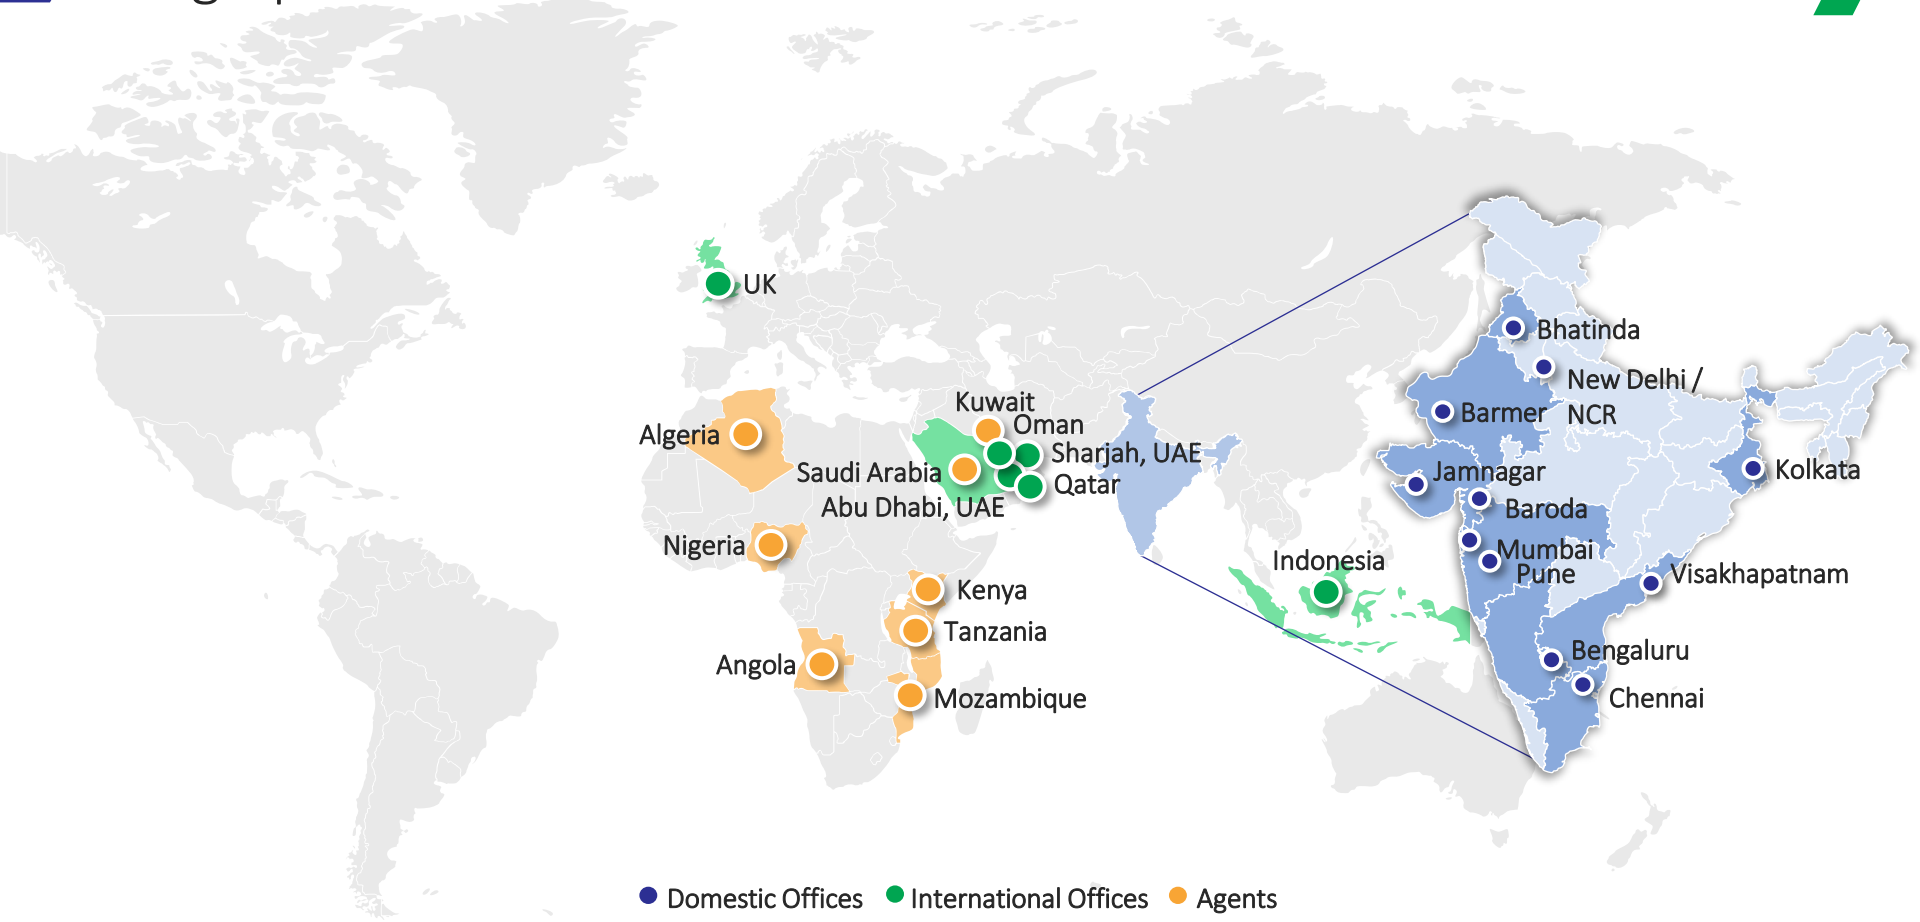 UK
Algeria
Nigeria
Angola
Kuwait
Oman
Sharjah, UAE
Saudi Arabia
Qatar
Abu Dhabi, UAE
Kenya
Tanzania
Mozambique
Indonesia
Bhatinda
New Delhi /
NCR
Barmer
Jamnagar
Kolkata
Baroda
Mumbai
Pune
Visakhapatnam
Bengaluru
Chennai
Domestic Offices
International Offices
Agents